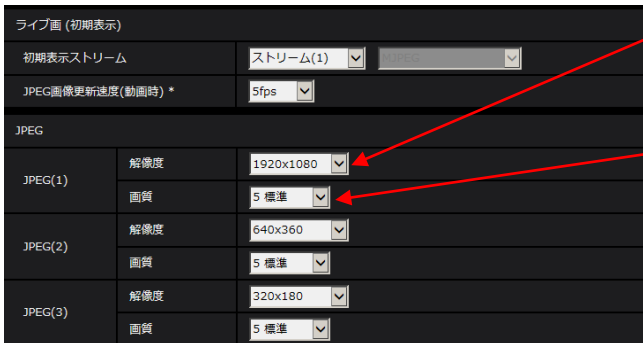 ライブ画 (初期表示)
初期表示ストリーム ストリーム(1) MJPEG
JPEG画像更新速度(動画時) * 5fps
JPEG
JPEG(1) 解像度 1920x1080
画質 5 標準
JPEG(2) 解像度 640x360
画質 5 標準
JPEG(3) 解像度 320x180
画質 5 標準